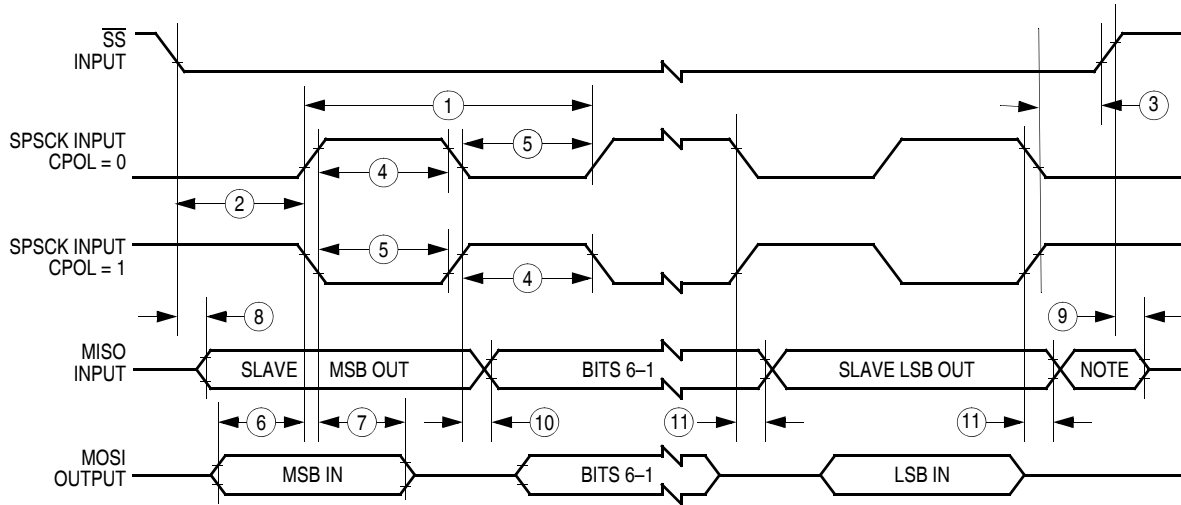 SS
INPUT
1
3
SPSCK INPUT
CPOL = 0
5
4
2
SPSCK INPUT
CPOL = 1
5
4
8
9
MISO
INPUT
SLAVE MSB OUT
BITS 6–1
SLAVE LSB OUT
NOTE
6
7
10
11
11
MOSI
OUTPUT
MSB IN
BITS 6–1
LSB IN